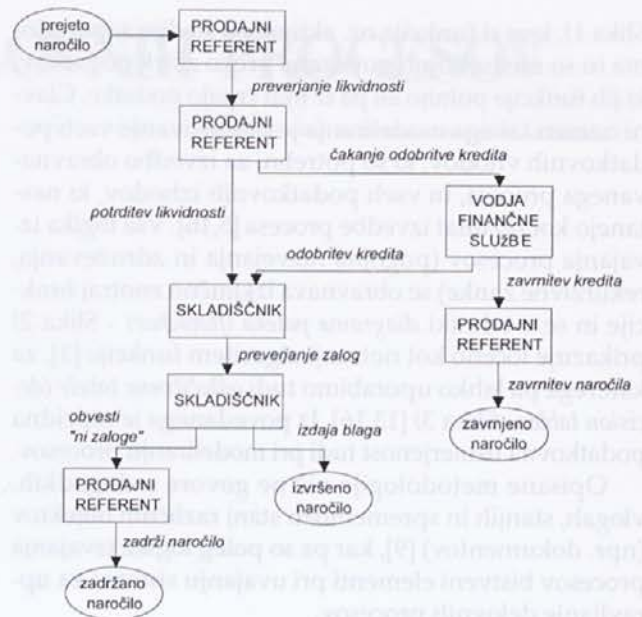 prejeto
naročilo
PRODAJNI
REFERENT
preverjanje likvidnosti
PRODAJNI
REFERENT
čakanje odobritve kredita
potrditev likvidnosti
VODJA
FINANČNE
SLUŽBE
odobritev kredita
zavrnitev kredita
SKLADIŠČNIK
PRODAJNI
REFERENT
preverjanje zalog
SKLADIŠČNIK
zavrnitev naročila
obvesti
"ni zaloge"
izdaja blaga
zavrnjeno
naročilo
PRODAJNI
REFERENT
izvršeno
naročilo
zadrži naročilo
zadržano
naročilo